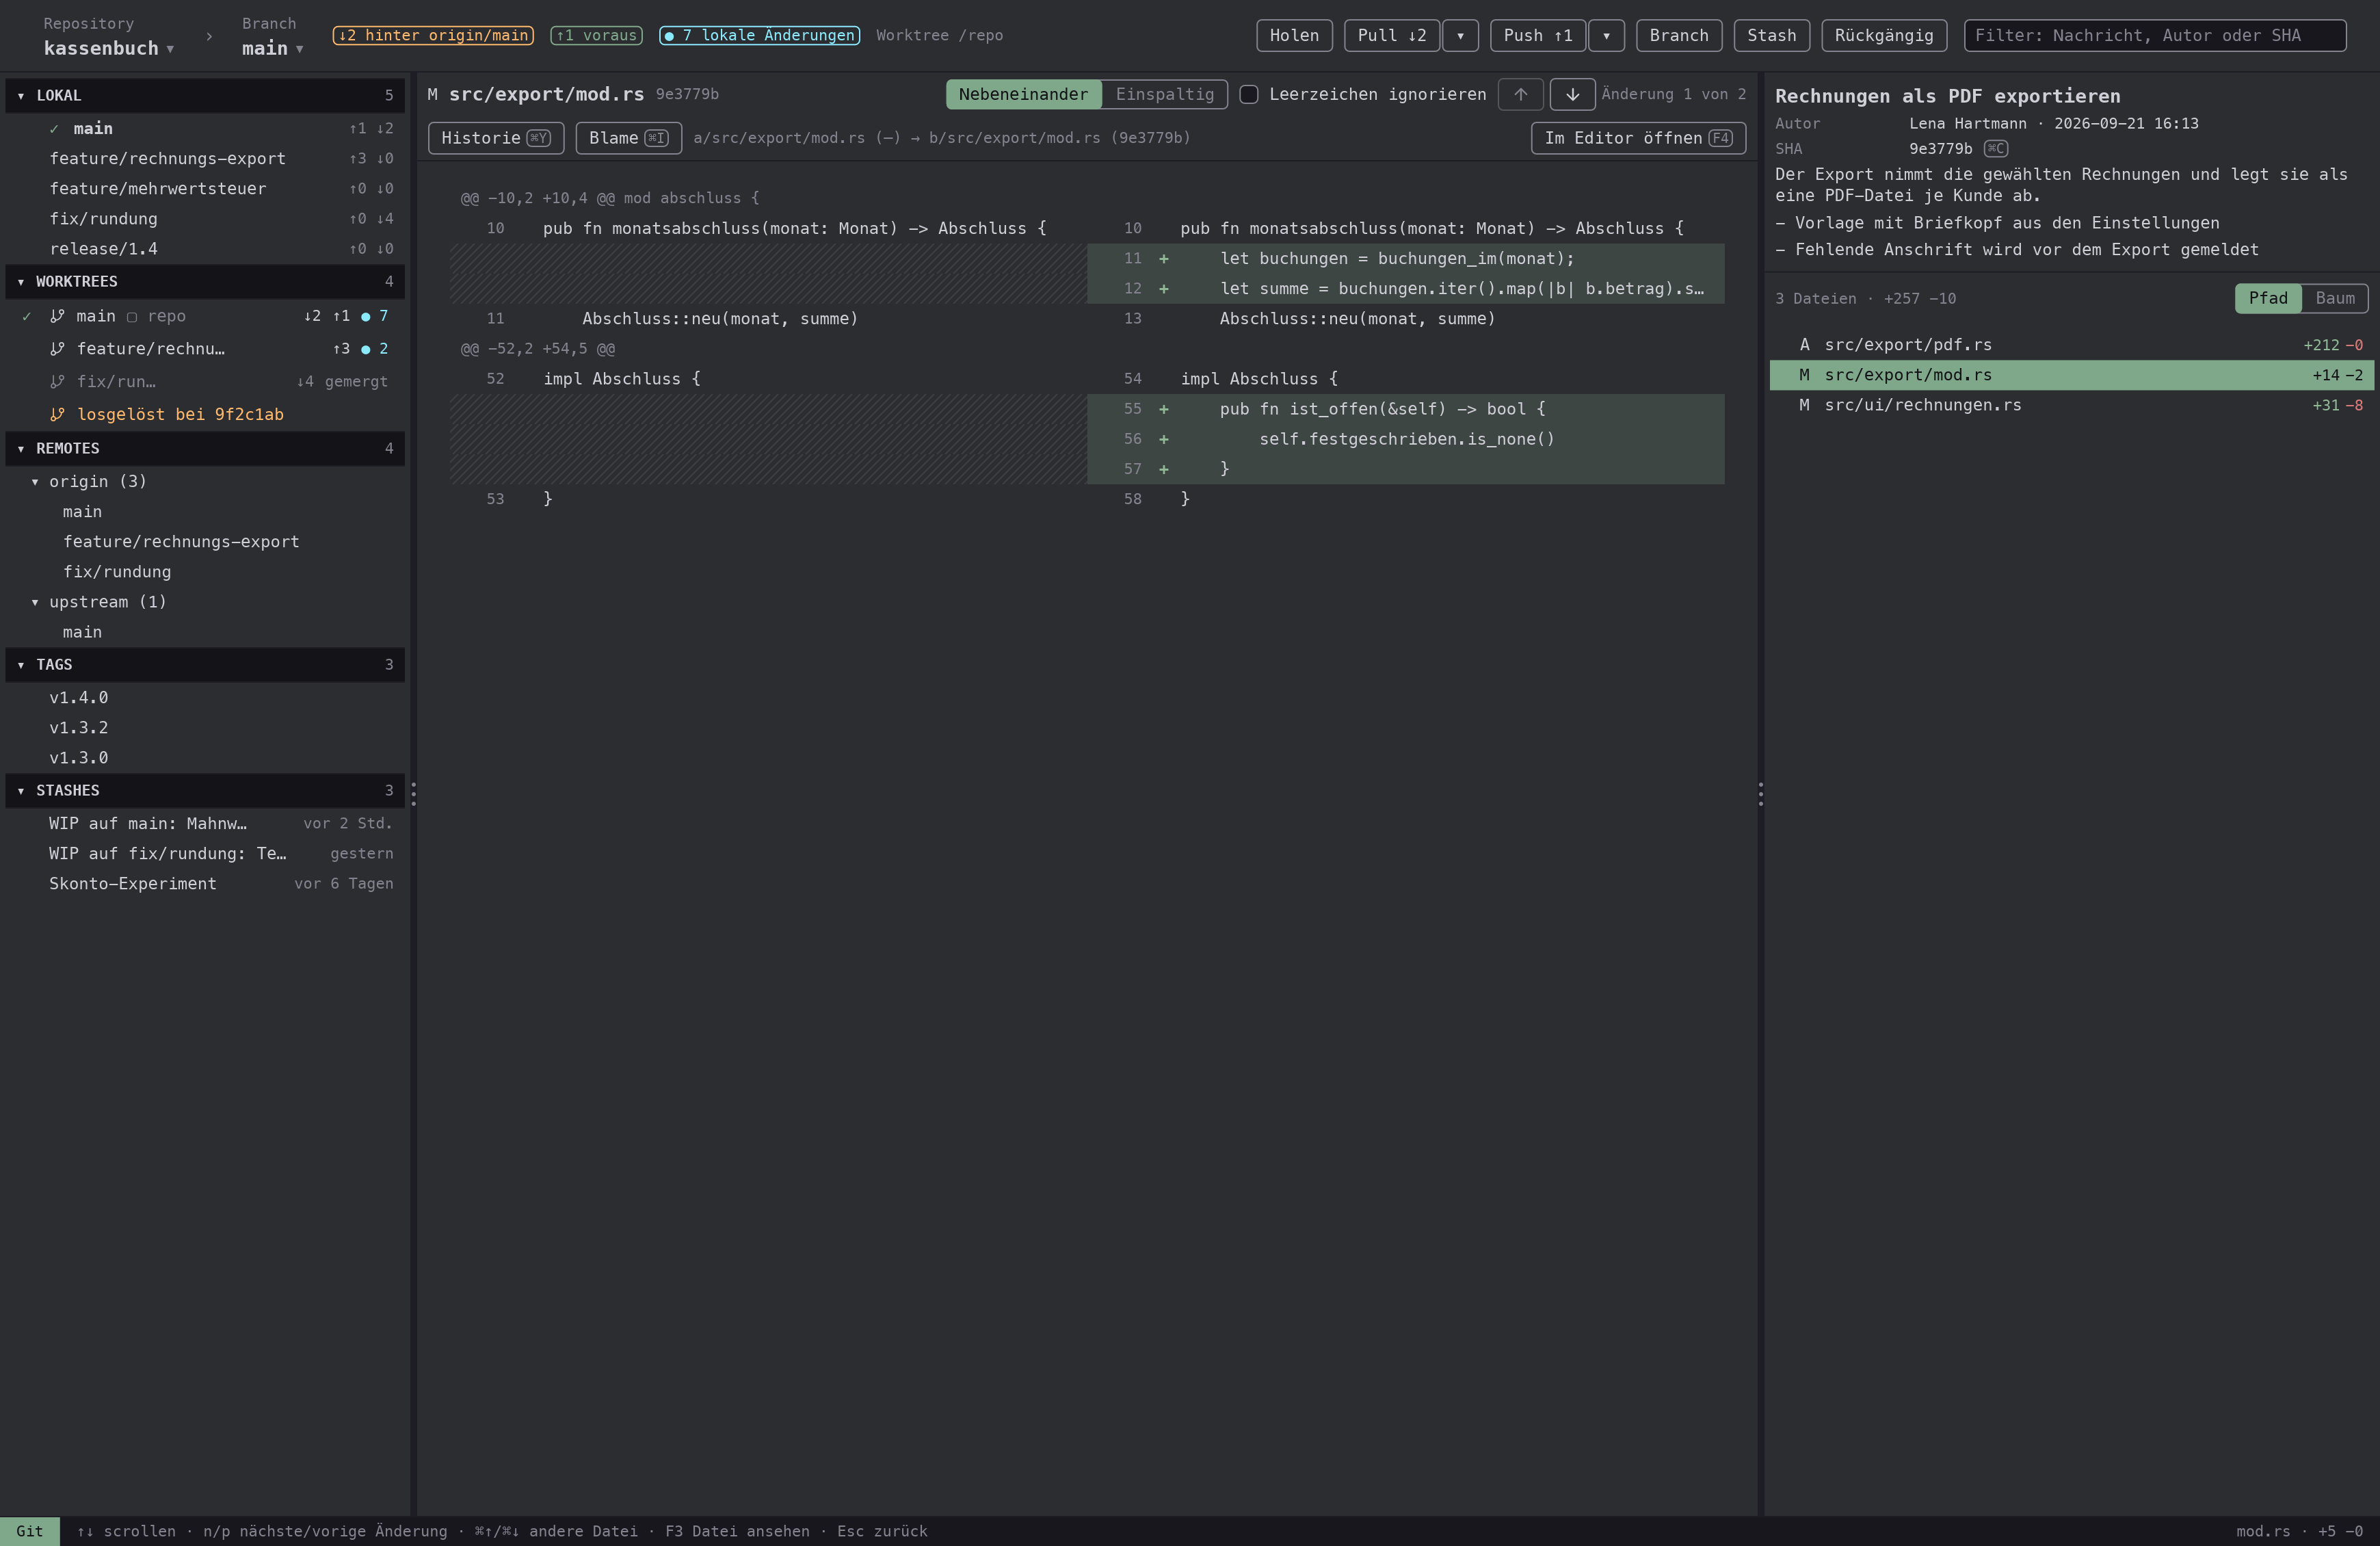 Repository
kassenbuch ▾
›
Branch
main ▾
↓2 hinter origin/main
↑1 voraus
● 7 lokale Änderungen
Worktree /repo
Holen
Pull ↓2 ▾
Push ↑1 ▾
Branch
Stash
Rückgängig
Filter: Nachricht, Autor oder SHA
▾ LOKAL 5
✓ main ↑1 ↓2
feature/rechnungs-export ↑3 ↓0
feature/mehrwertsteuer ↑0 ↓0
fix/rundung ↑0 ↓4
release/1.4 ↑0 ↓0
▾ WORKTREES 4
✓ main ▢ repo ↓2 ↑1 ● 7
feature/rechnu… ↑3 ● 2
fix/run… ↓4 gemergt
losgelöst bei 9f2c1ab
▾ REMOTES 4
▾ origin (3)
main
feature/rechnungs-export
fix/rundung
▾ upstream (1)
main
▾ TAGS 3
v1.4.0
v1.3.2
v1.3.0
▾ STASHES 3
WIP auf main: Mahnw… vor 2 Std.
WIP auf fix/rundung: Te… gestern
Skonto-Experiment vor 6 Tagen
M src/export/mod.rs 9e3779b
Nebeneinander Einspaltig
Leerzeichen ignorieren
↑ ↓ Änderung 1 von 2
Historie ⌘Y
Blame ⌘I
a/src/export/mod.rs (—) → b/src/export/mod.rs (9e3779b)
Im Editor öffnen F4
@@ −10,2 +10,4 @@ mod abschluss {
10 pub fn monatsabschluss(monat: Monat) -> Abschluss { 10 pub fn monatsabschluss(monat: Monat) -> Abschluss {
11 + let buchungen = buchungen_im(monat);
12 + let summe = buchungen.iter().map(|b| b.betrag).s…
11 Abschluss::neu(monat, summe) 13 Abschluss::neu(monat, summe)
@@ −52,2 +54,5 @@
52 impl Abschluss { 54 impl Abschluss {
55 + pub fn ist_offen(&self) -> bool {
56 + self.festgeschrieben.is_none()
57 + }
53 } 58 }
Rechnungen als PDF exportieren
Autor Lena Hartmann · 2026-09-21 16:13
SHA 9e3779b ⌘C
Der Export nimmt die gewählten Rechnungen und legt sie als
eine PDF-Datei je Kunde ab.
– Vorlage mit Briefkopf aus den Einstellungen
– Fehlende Anschrift wird vor dem Export gemeldet
3 Dateien · +257 −10
Pfad Baum
A src/export/pdf.rs +212 −0
M src/export/mod.rs +14 −2
M src/ui/rechnungen.rs +31 −8
Git
↑↓ scrollen · n/p nächste/vorige Änderung · ⌘↑/⌘↓ andere Datei · F3 Datei ansehen · Esc zurück
mod.rs · +5 −0